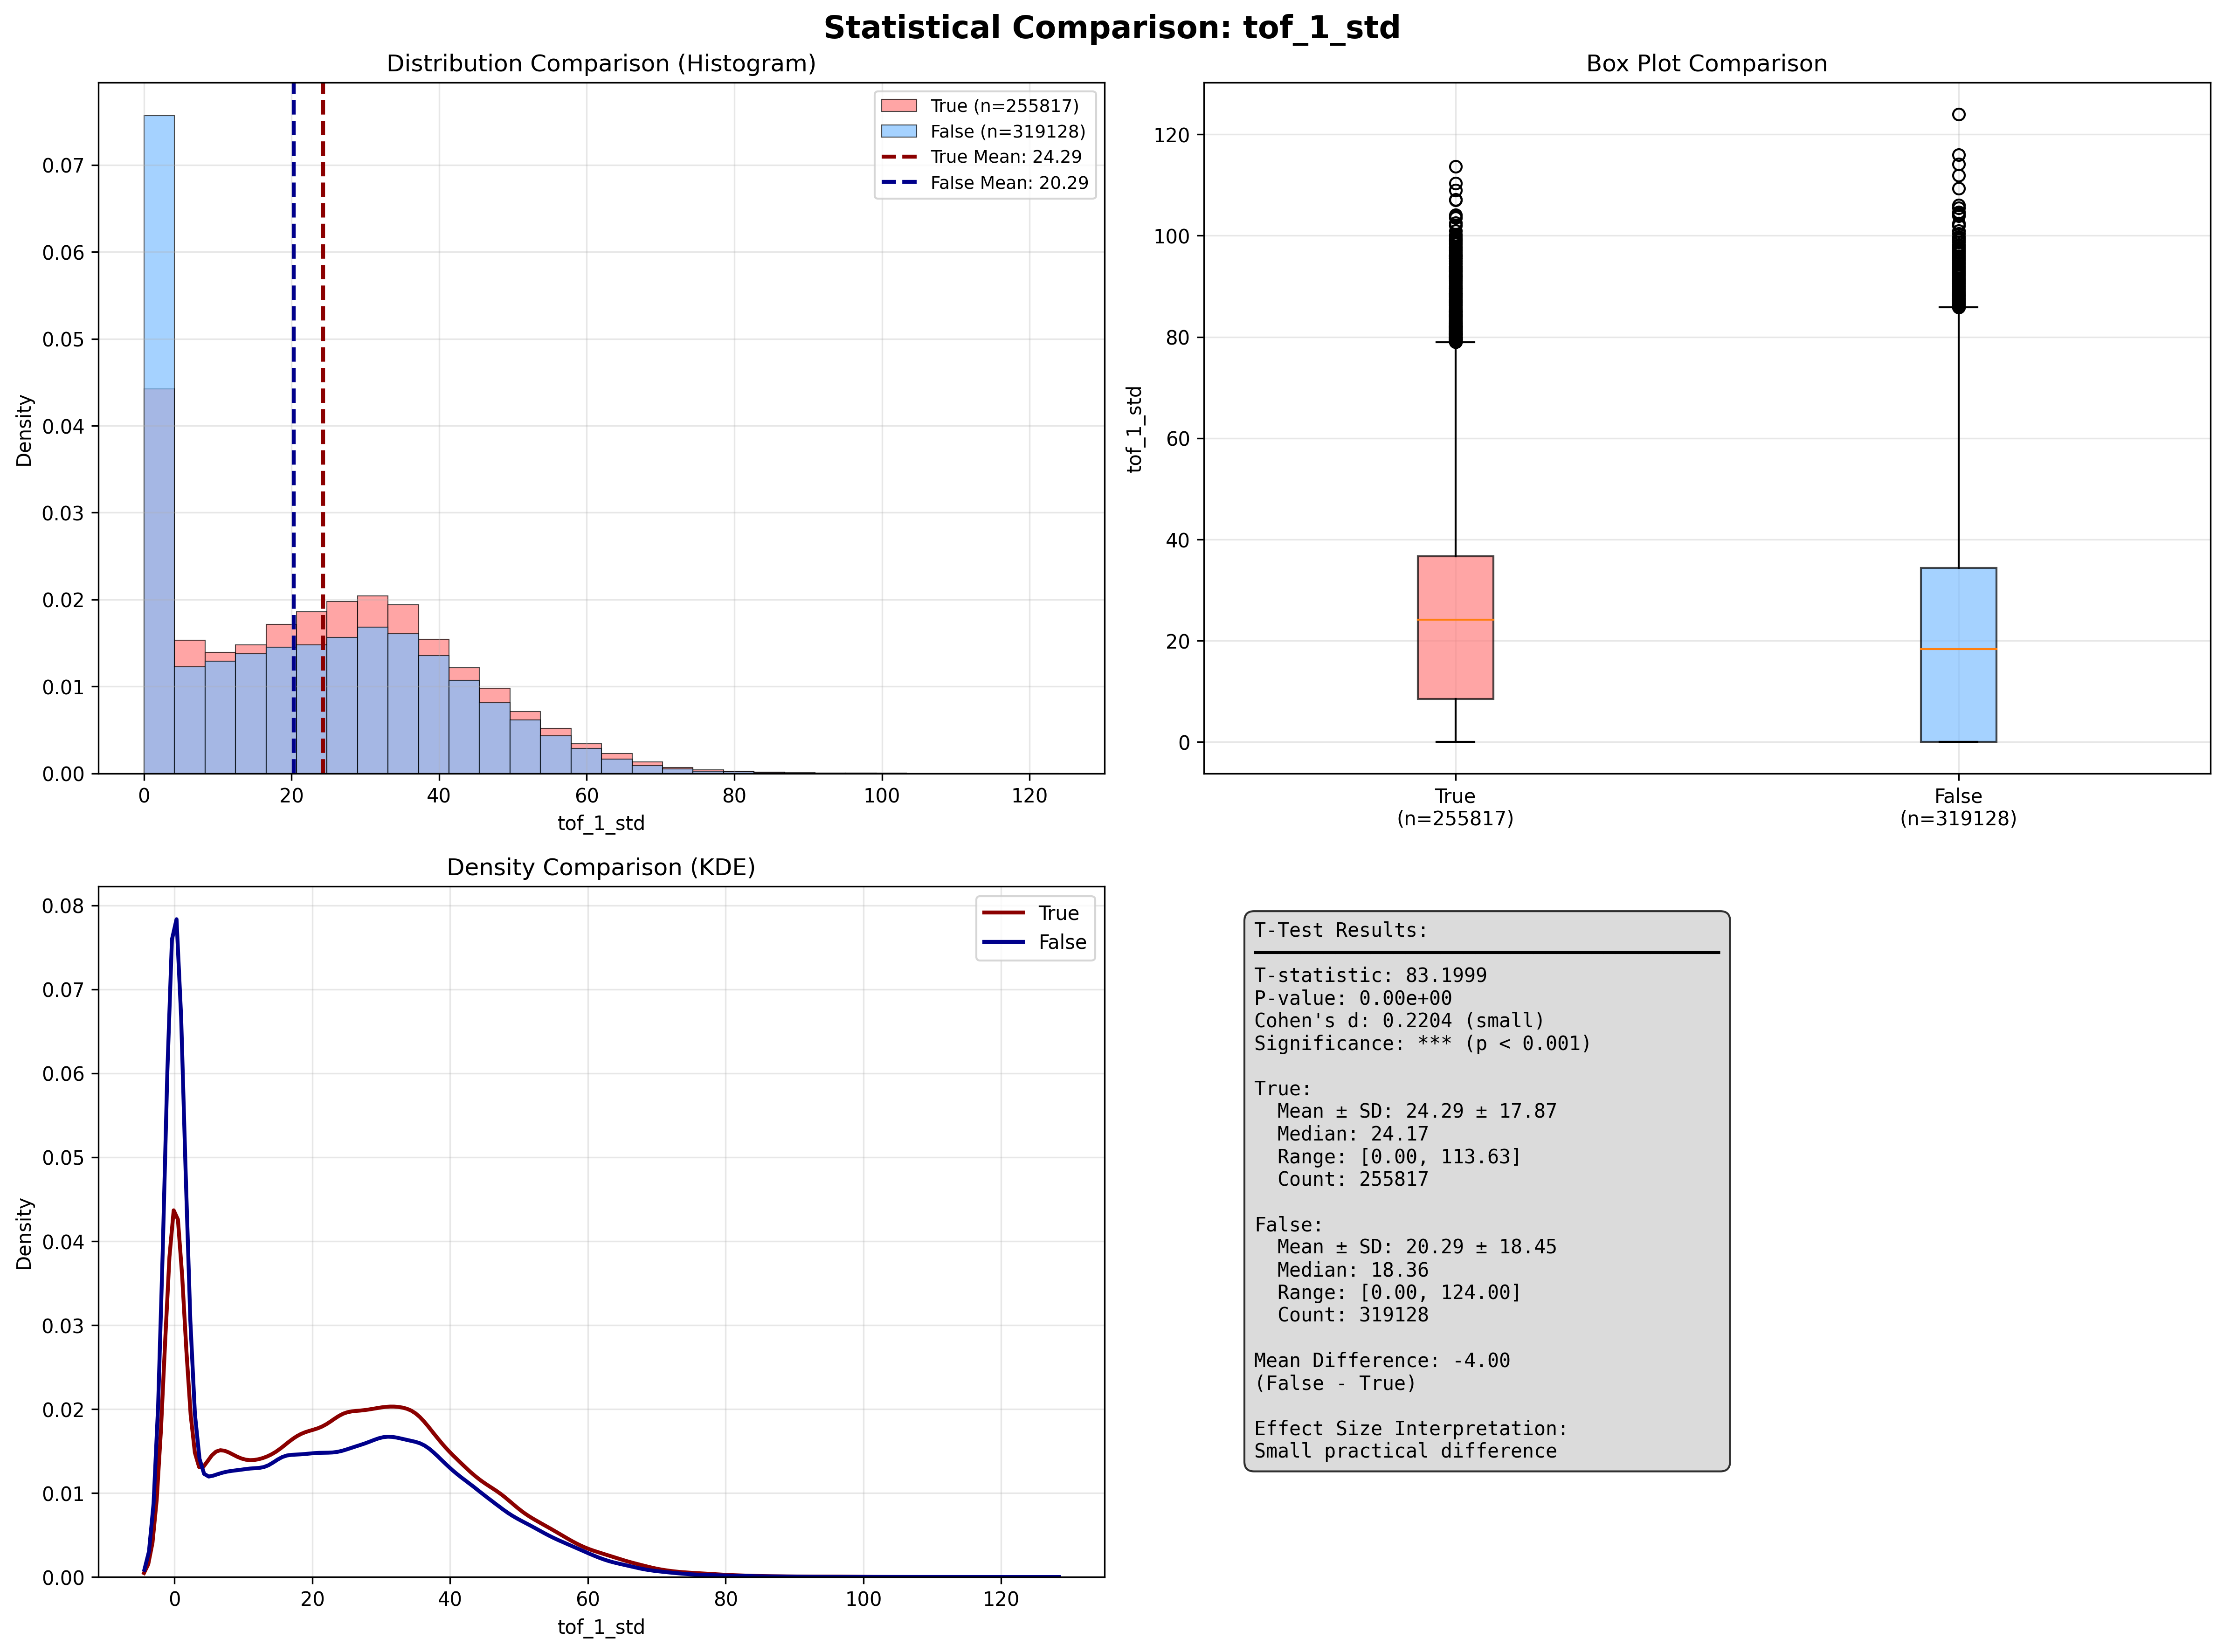 Statistical Comparison: tof_1_std
Distribution Comparison (Histogram)
True (n=255817)
False (n=319128)
True Mean: 24.29
False Mean: 20.29
Density
0.07
0.06
0.05
0.04
0.03
0.02
0.01
0.00
0 20 40 60 80 100 120
tof_1_std
Box Plot Comparison
tof_1_std
120
100
80
60
40
20
0
True
(n=255817)
False
(n=319128)
Density Comparison (KDE)
True
False
Density
0.08
0.07
0.06
0.05
0.04
0.03
0.02
0.01
0.00
0 20 40 60 80 100 120
tof_1_std
T-Test Results:
T-statistic: 83.1999
P-value: 0.00e+00
Cohen's d: 0.2204 (small)
Significance: *** (p < 0.001)
True:
Mean ± SD: 24.29 ± 17.87
Median: 24.17
Range: [0.00, 113.63]
Count: 255817
False:
Mean ± SD: 20.29 ± 18.45
Median: 18.36
Range: [0.00, 124.00]
Count: 319128
Mean Difference: -4.00
(False - True)
Effect Size Interpretation:
Small practical difference